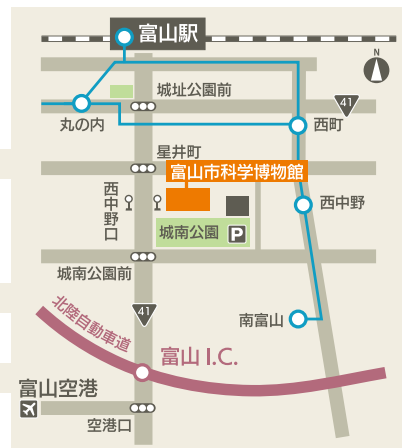 富山駅
N
城址公園前
41
丸の内
西町
星井町
富山市科学博物館
西中野口
西中野
城南公園 P
城南公園前
41
南富山
北陸自動車道
富山 I.C.
富山空港
空港口